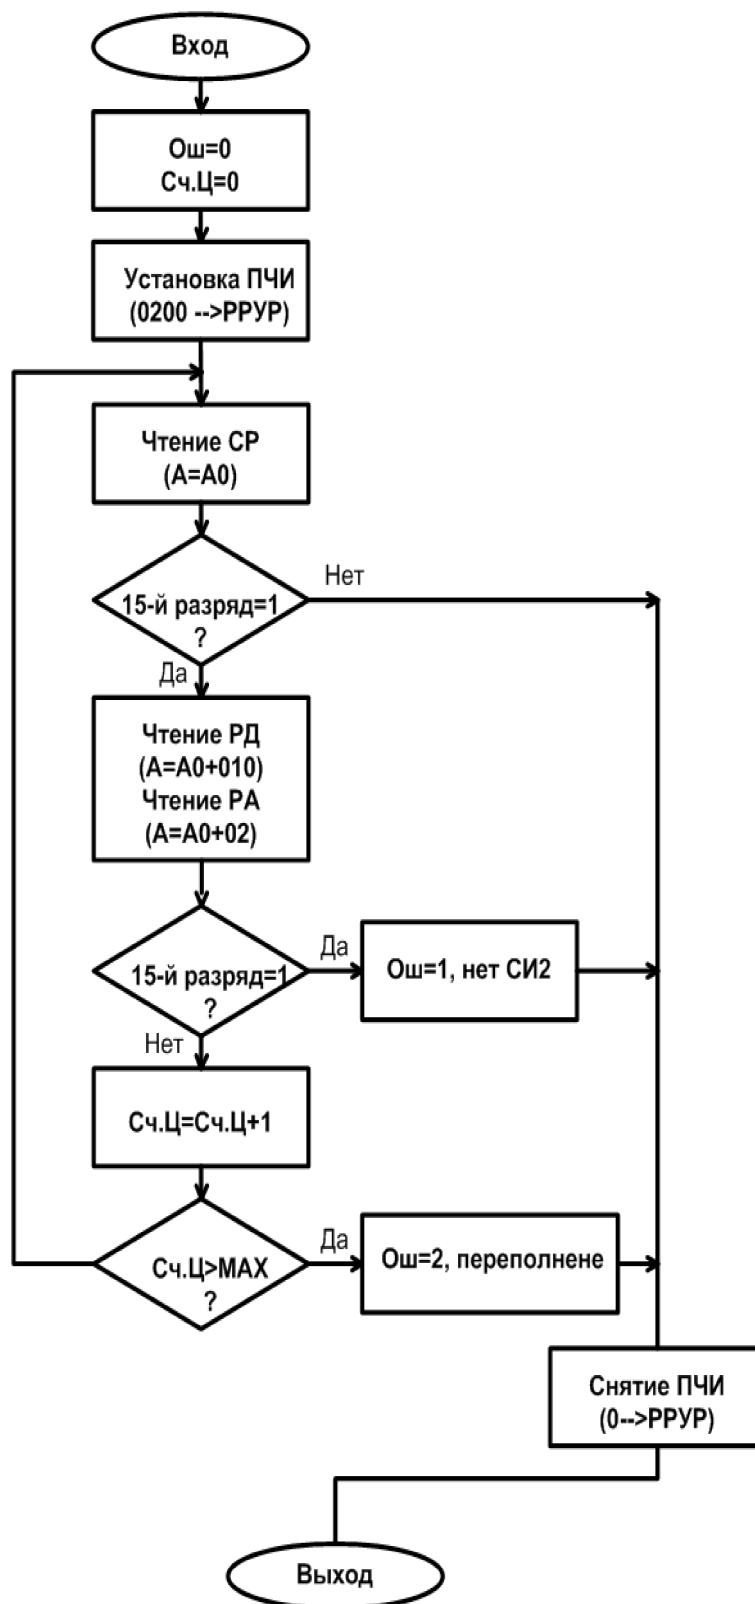 Вход
Ош=0
Сч.Ц=0
Установка ПЧИ
(0200 -->РРУР)
Чтение СР
(А=А0)
15-й разряд=1
?
Нет
Да
Чтение РД
(А=А0+010)
Чтение РА
(А=А0+02)
15-й разряд=1
?
Да
Ош=1, нет СИ2
Нет
Сч.Ц=Сч.Ц+1
Сч.Ц>MAX
?
Да
Ош=2, переполнене
Снятие ПЧИ
(0-->РРУР)
Выход